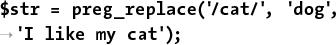 $str = preg_replace('/cat/', 'dog',
→'I like my cat');